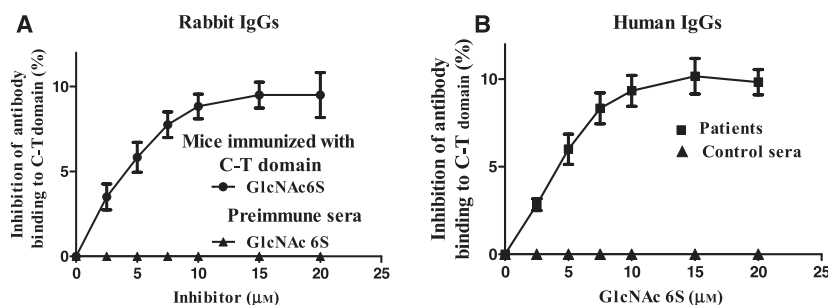 A
Rabbit IgGs
Inhibition of antibody
binding to C-T domain (%)
10
5
0
Mice immunized with
C-T domain
GlcNAc6S
Preimmune sera
GlcNAc 6S
0 5 10 15 20 25
Inhibitor (μM)
B
Human IgGs
Inhibition of antibody
binding to C-T domain (%)
10
5
0
Patients
Control sera
0 5 10 15 20 25
GlcNAC 6S (μM)